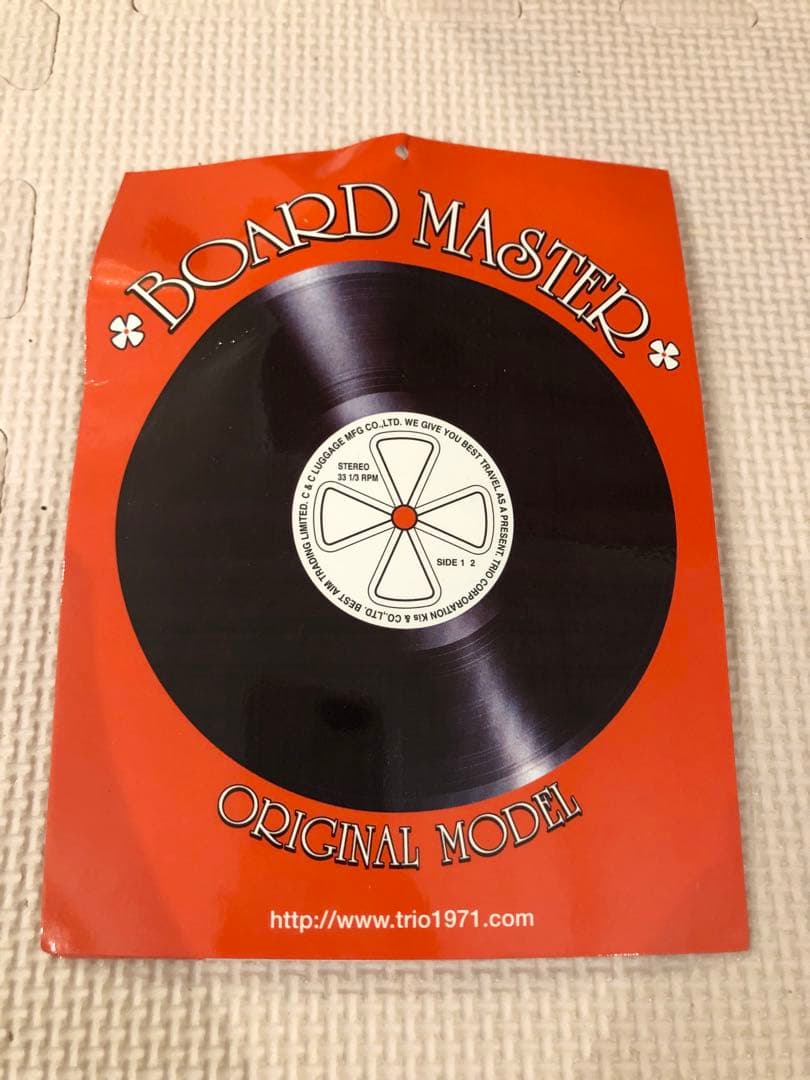 BOARD MASTER
C & C LUGGAGE MFG CO.,LTD. WE GIVE YOU BEST TRAVEL AS A PRESENT. TRIO CORPORATION Kis & CO.,LTD. BEST AIM TRADING LIMITED.
STEREO
33 1/3 RPM
SIDE 1 2
ORIGINAL MODEL
http://www.trio1971.com